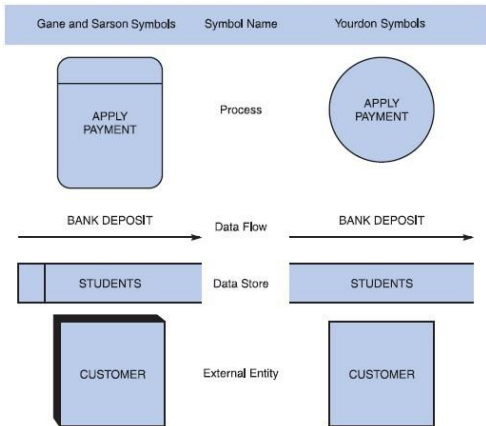 Gane and Sarson Symbols Symbol Name Yourdon Symbols
APPLY
PAYMENT
Process
APPLY
PAYMENT
BANK DEPOSIT Data Flow BANK DEPOSIT
STUDENTS Data Store STUDENTS
CUSTOMER External Entity CUSTOMER